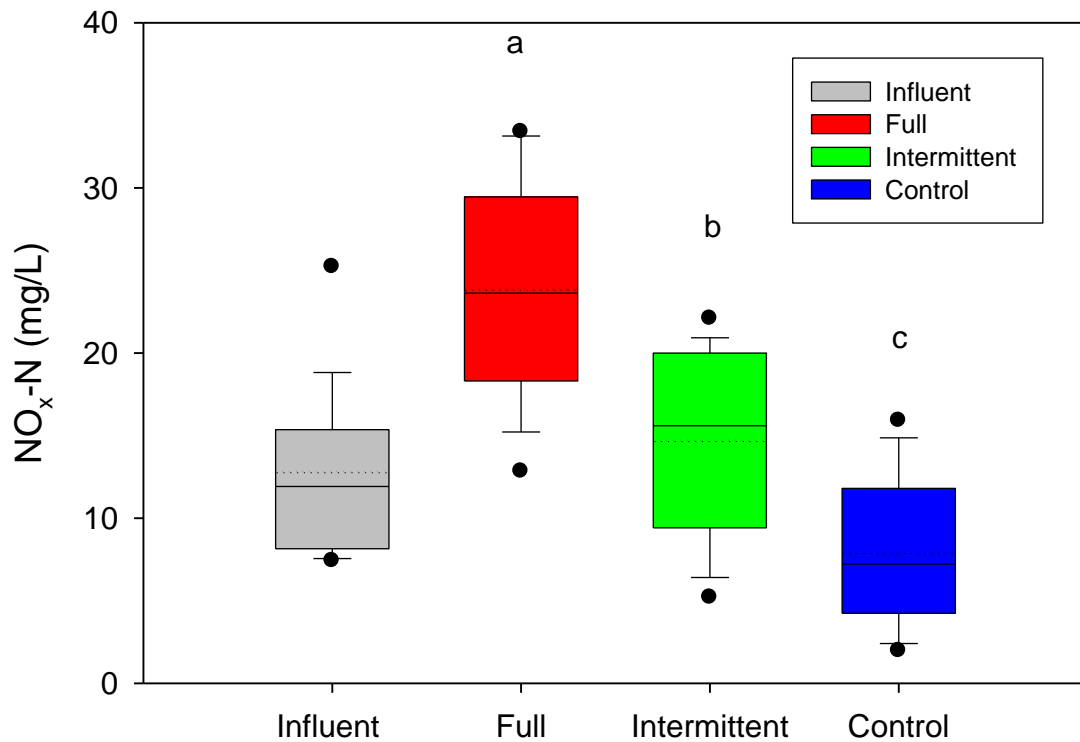 40
30
20
10
0
NOx-N (mg/L)
a
b
c
Influent
Full
Intermittent
Control
Influent
Full
Intermittent
Control